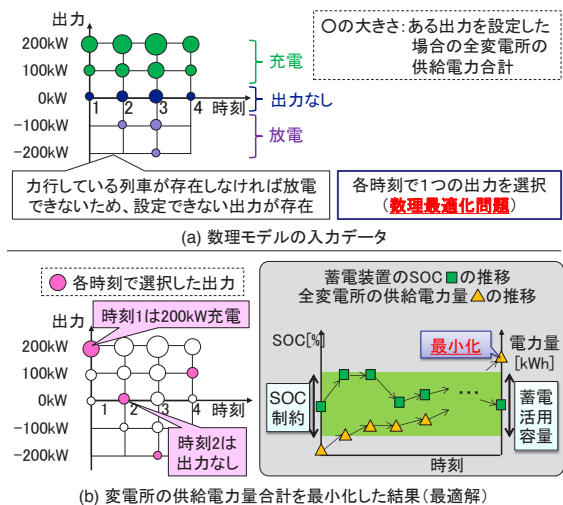 出力
200kW
100kW
0kW
-100kW
-200kW
1
2
3
4
時刻
充電
出力なし
放電
○の大きさ：ある出力を設定した
場合の全変電所の
供給電力合計
力行している列車が存在しなければ放電
できないため、設定できない出力が存在
各時刻で1つの出力を選択
（数理最適化問題）
(a) 数理モデルの入力データ
各時刻で選択した出力
出力
時刻1は200kW充電
200kW
100kW
0kW
-100kW
-200kW
1
2
3
4
時刻
時刻2は
出力なし
蓄電装置のSOC■の推移
全変電所の供給電力量△の推移
SOC[%]
最小化
電力量
[kWh]
SOC
制約
…
蓄電
活用
容量
時刻
(b) 変電所の供給電力量合計を最小化した結果（最適解）